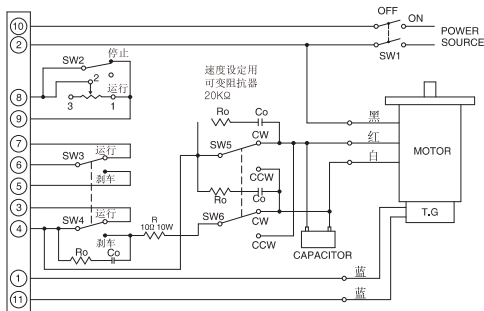 OFF
ON
POWER
SOURCE
SW1
10
2
SW2
停止
运行
2
3
1
8
9
速度设定用
可变阻抗器
20KΩ
Ro
Co
SW5
CW
CCW
黑
红
白
MOTOR
T.G
7
运行
6
SW3
刹车
5
3
运行
4
SW4
刹车
R
10Ω 10W
Ro
Co
Ro
Co
SW6
CW
CCW
CAPACITOR
1
蓝
11
蓝